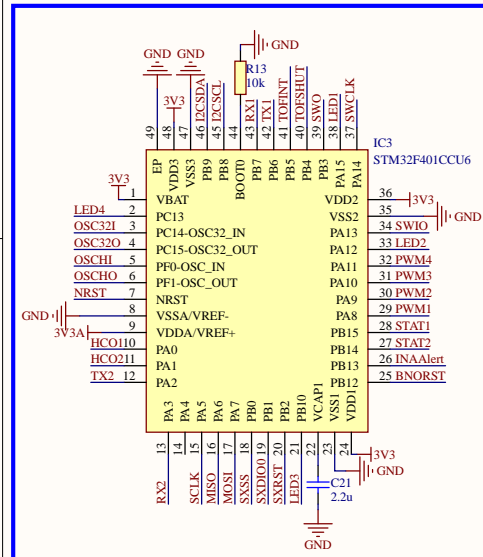 GND
GND
GND
R13
10k
3V3
I2CSDA
I2CSCL
RX1
TX1
TOFINT
TOFSHUT
SWO
LED1
SWCLK
49
48
47
46
45
44
43
42
41
40
39
38
37
EP
VDD3
VSS3
PB9
PB8
BOOT0
PB7
PB6
PB5
PB4
PB3
PA15
PA14
IC3
STM32F401CCU6
3V3
1
VBAT
LED4
2
PC13
OSC32I
3
PC14-OSC32_IN
OSC32O
4
PC15-OSC32_OUT
OSCHI
5
PF0-OSC_IN
OSCHO
6
PF1-OSC_OUT
NRST
7
NRST
GND
8
VSSA/VREF-
3V3A
9
VDDA/VREF+
HCO1
10
PA0
HCO2
11
PA1
TX2
12
PA2
VDD2
36
3V3
VSS2
35
GND
PA13
34
SWIO
PA12
33
LED2
PA11
32
PWM4
PA10
31
PWM3
PA9
30
PWM2
PA8
29
PWM1
PB15
28
STAT1
PB14
27
STAT2
PB13
26
INAAlert
PB12
25
BNORST
PA3
PA4
PA5
PA6
PA7
PB0
PB1
PB2
PB10
VCAP1
VSS1
VDD1
13
14
15
16
17
18
19
20
21
22
23
24
RX2
SCLK
MISO
MOSI
SXSS
SXDIO0
SXRST
LED3
3V3
GND
C21
2.2u
GND